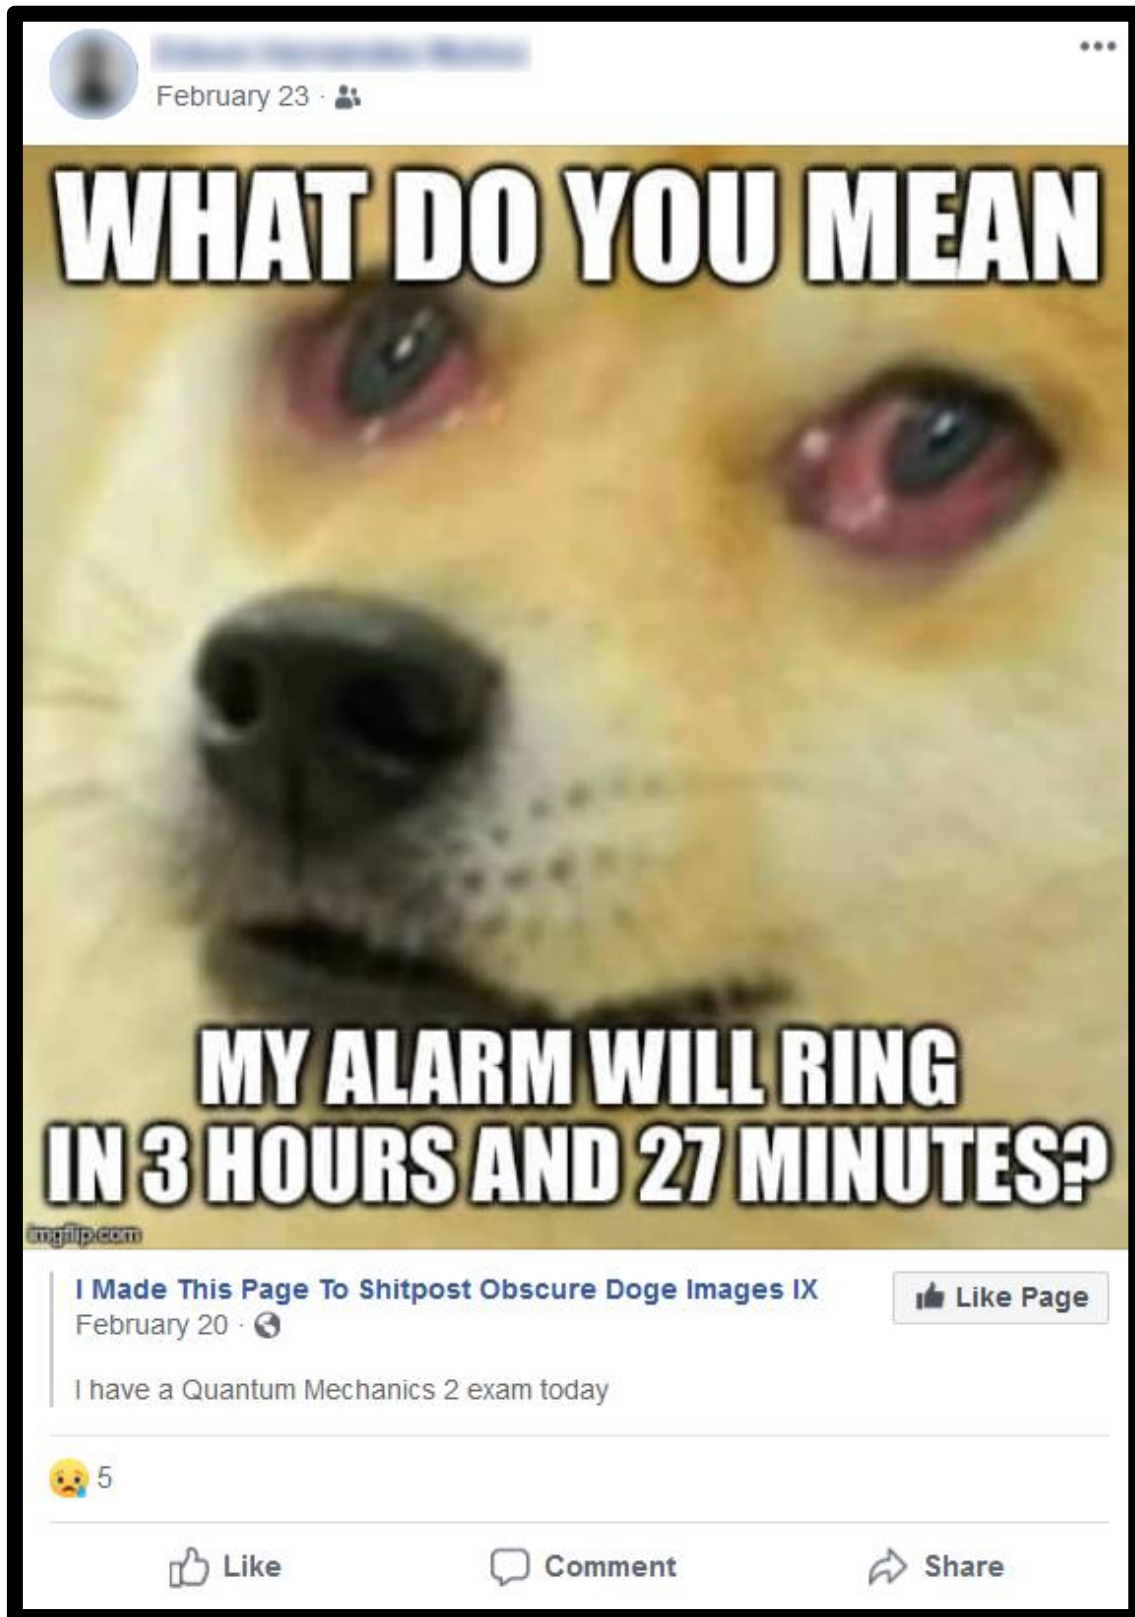 February 23 ·
WHAT DO YOU MEAN
MY ALARM WILL RING
IN 3 HOURS AND 27 MINUTES?
imgflip.com
I Made This Page To Shitpost Obscure Doge Images IX
Like Page
February 20 ·
I have a Quantum Mechanics 2 exam today
5
Like Comment Share